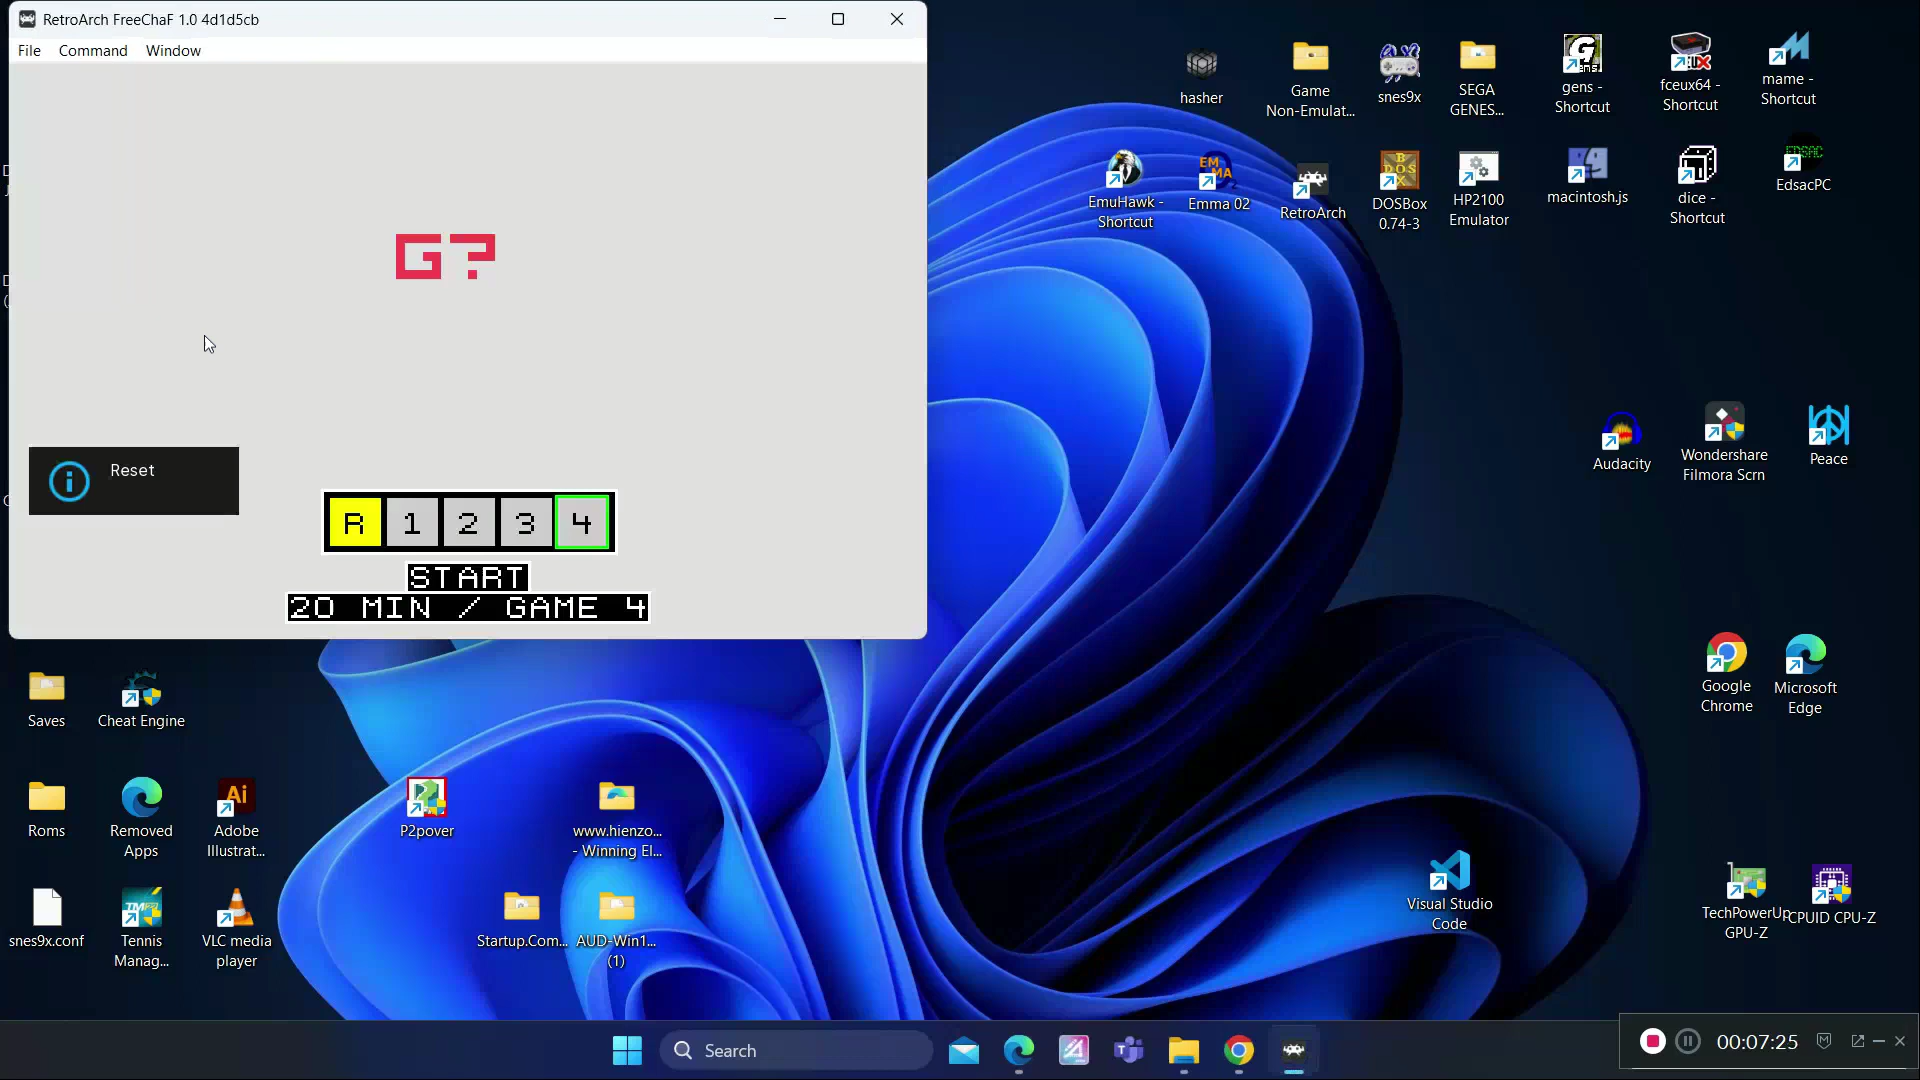 RetroArch FreeChaF 1.0 4d1d5cb
File Command Window
G?
Reset
R 1 2 3 4
START
20 MIN / GAME 4
hasher
Game
Non-Emulat...
snes9x
SEGA
GENES...
gens -
Shortcut
fceux64 -
Shortcut
mame -
Shortcut
EmuHawk -
Shortcut
Emma 02
RetroArch
DOSBox
0.74-3
HP2100
Emulator
macintosh.js
dice -
Shortcut
EDSAC
EdsacPC
Audacity
Wondershare
Filmora Scrn
Peace
Google
Chrome
Microsoft
Edge
Saves
Cheat Engine
Roms
Removed
Apps
Ai
Adobe
Illustrat...
P2pover
www.hienzo...
- Winning El...
snes9x.conf
Tennis
Manag...
VLC media
player
Startup.Com...
AUD-Win1...
(1)
Visual Studio
Code
TechPowerUp
GPU-Z
CPUID CPU-Z
Search
00:07:25